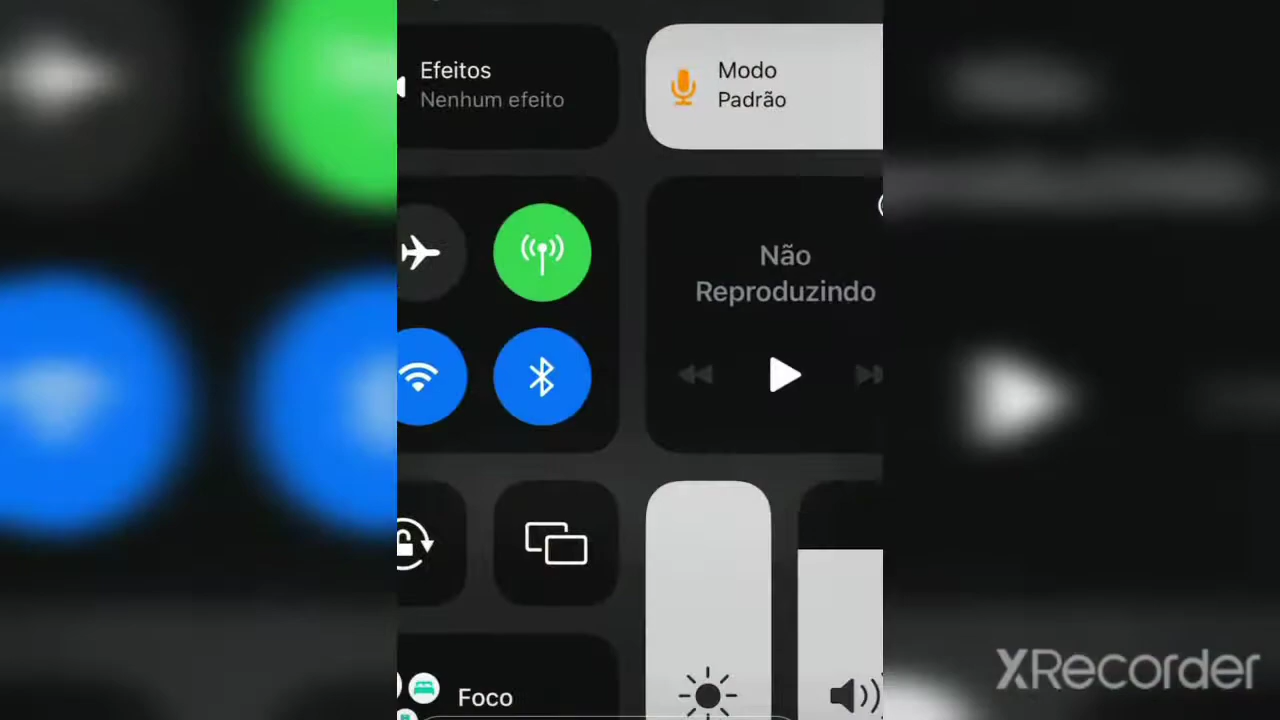 Efeitos
Nenhum efeito
Modo
Padrão
Não
Reproduzindo
Foco
XRecorder